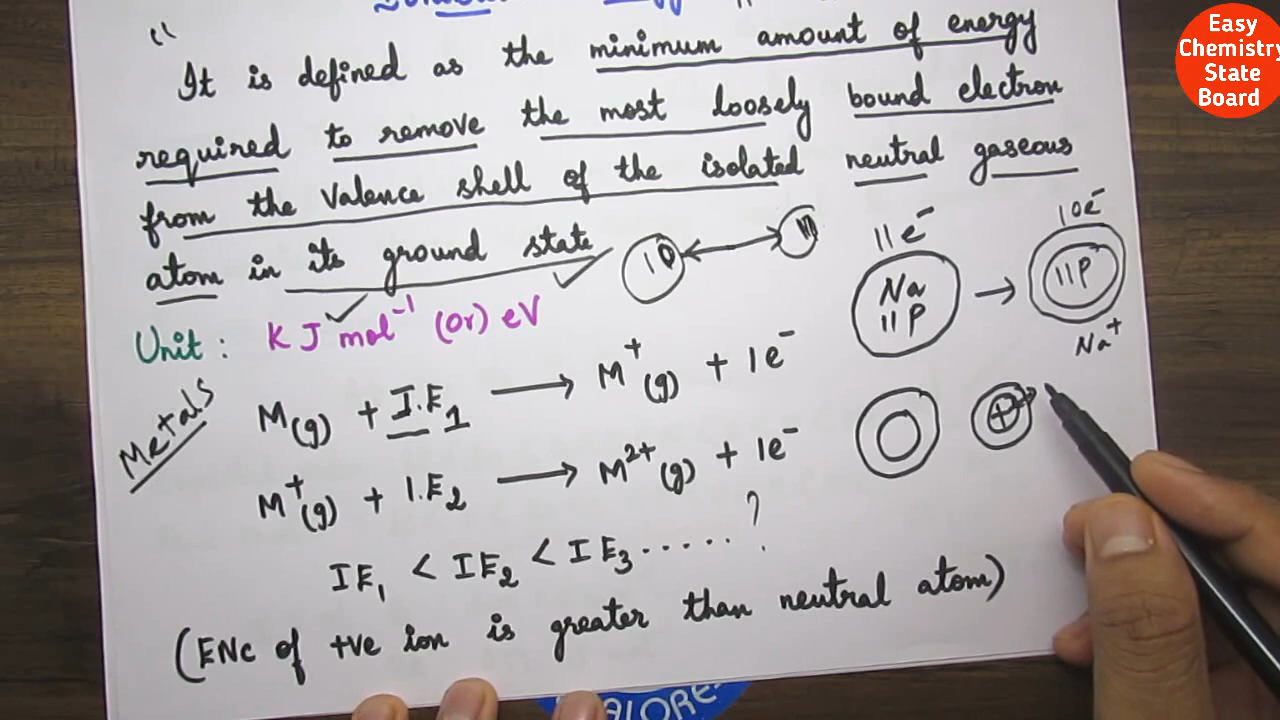 Easy
Chemistry
State
Board
"
It is defined as the minimum amount of energy
required to remove the most loosely bound electron
from the Valence shell of the isolated neutral gaseous
atom in its ground state
Unit : KJ mol⁻¹ (or) eV
11e⁻
Na
11P
→
10e⁻
11P
Na⁺
Metals
M(g) + I.E₁ → M⁺(g) + 1e⁻
M⁺(g) + I.E₂ → M²⁺(g) + 1e⁻
+
IE₁ < IE₂ < IE₃ ...... ?
(ENC of +ve ion is greater than neutral atom)
ALORE